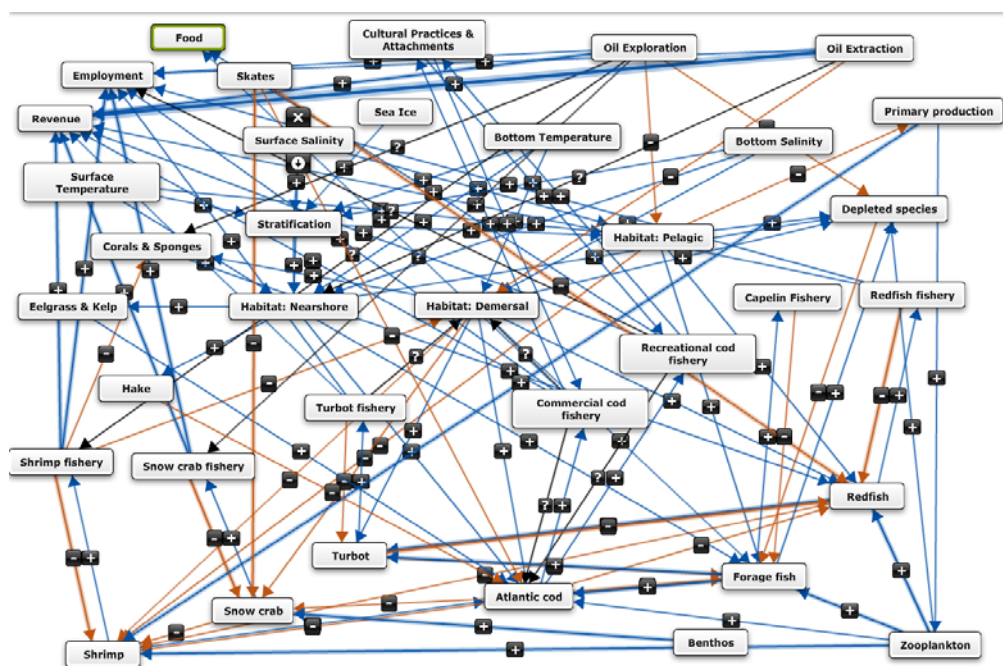 Food
Cultural Practices &
Attachments
Oil Exploration
Oil Extraction
Employment
Skates
Sea Ice
Revenue
Primary production
Surface Salinity
Bottom Temperature
Bottom Salinity
Surface
Temperature
Stratification
Depleted species
Corals & Sponges
Habitat: Pelagic
Eelgrass & Kelp
Habitat: Nearshore
Habitat: Demersal
Capelin Fishery
Redfish fishery
Recreational cod
fishery
Hake
Turbot fishery
Commercial cod
fishery
Shrimp fishery
Snow crab fishery
Redfish
Turbot
Forage fish
Atlantic cod
Snow crab
Benthos
Zooplankton
Shrimp